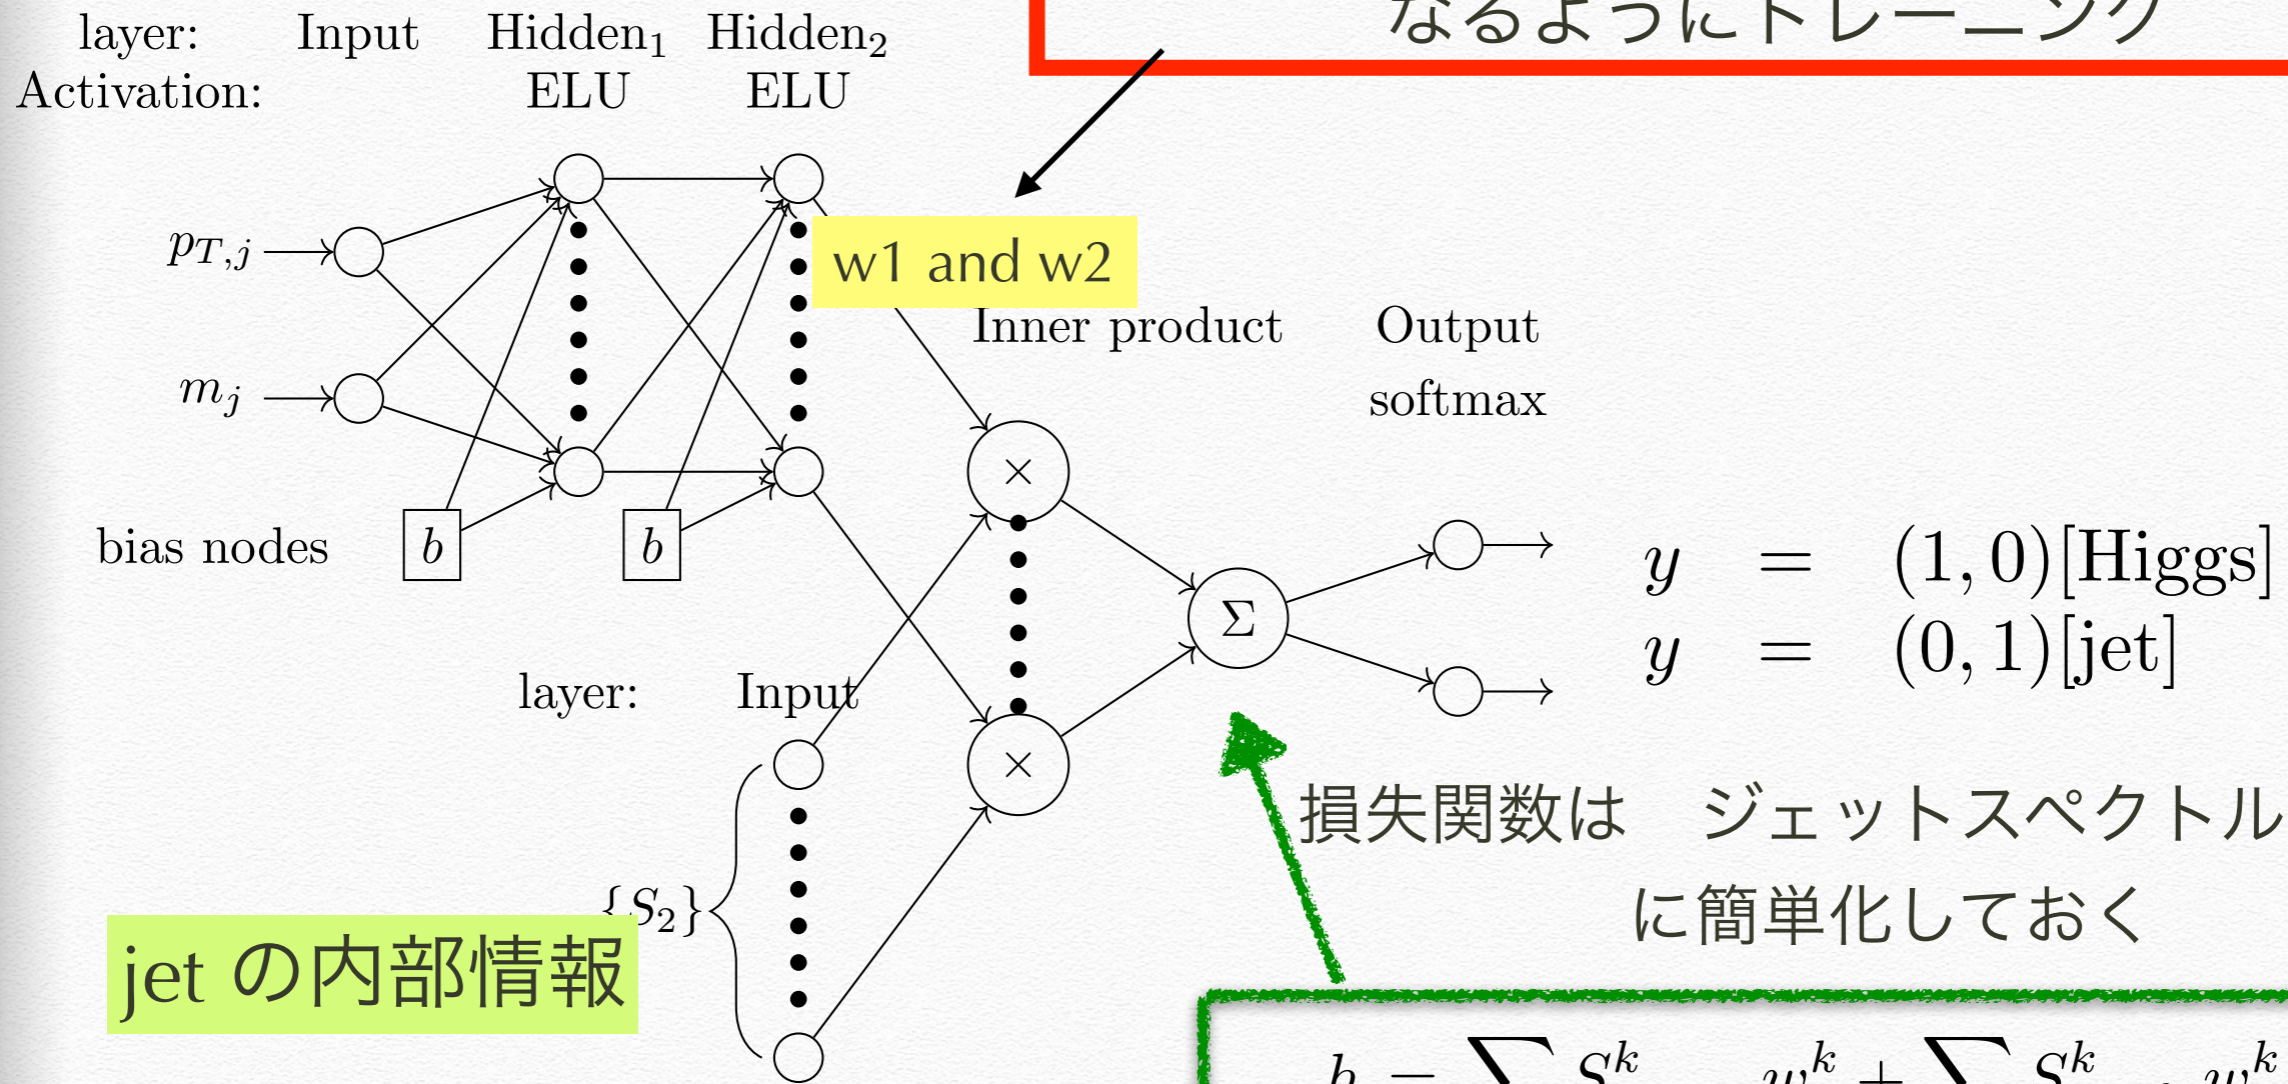 なるようにトレーニング
layer: Input Hidden₁ Hidden₂
Activation: ELU ELU
p_{T,j}
w1 and w2
Inner product
Output
softmax
m_j
×
bias nodes b b
y = (1, 0)[Higgs]
Σ
y = (0, 1)[jet]
layer: Input
×
損失関数は ジェットスペクトル
に簡単化しておく
{S₂}
jet の内部情報